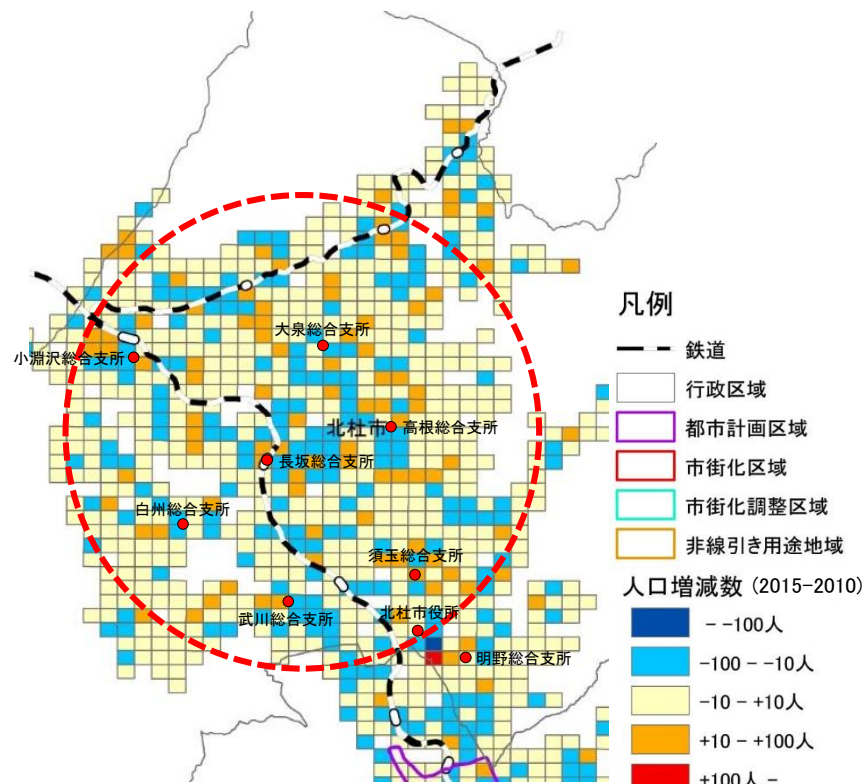 大泉総合支所
小淵沢総合支所
北杜市
高根総合支所
長坂総合支所
白州総合支所
須玉総合支所
武川総合支所
北杜市役所
明野総合支所
凡例
鉄道
行政区域
都市計画区域
市街化区域
市街化調整区域
非線引き用途地域
人口増減数 (2015-2010)
- -100人
-100 - -10人
-10 - +10人
+10 - +100人
+100人 -